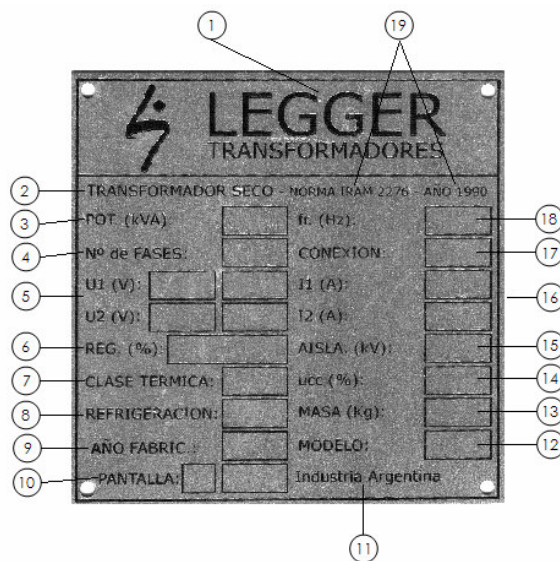 1
19
LEGGER
TRANSFORMADORES
2 TRANSFORMADOR SECO - NORMA IRAM 2276 - AÑO 1990
3 POT. (kVA): fr. (Hz): 18
4 Nº de FASES: CONEXION: 17
5 U1 (V): I1 (A): 16
U2 (V): I2 (A):
6 REG. (%): AISLA. (kV): 15
7 CLASE TERMICA: ucc (%): 14
8 REFRIGERACION: MASA (Kg): 13
9 AÑO FABRIC.: MODELO: 12
10 PANTALLA: Industria Argentina
11